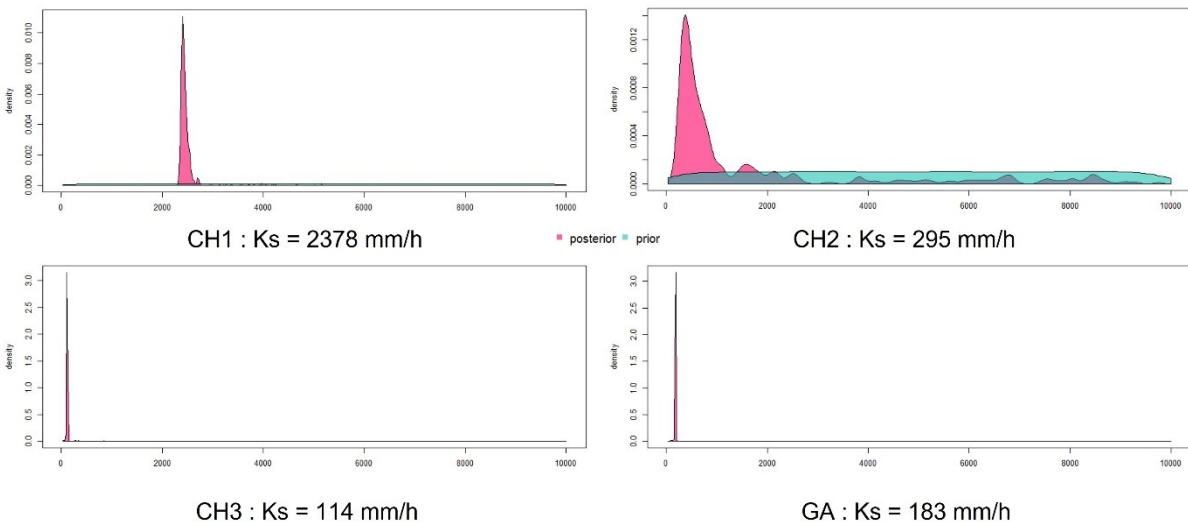 density
0.000 0.002 0.004 0.006 0.008 0.010
0 2000 4000 6000 8000 10000
CH1 : Ks = 2378 mm/h
density
0.0000 0.0004 0.0008 0.0012
0 2000 4000 6000 8000 10000
CH2 : Ks = 295 mm/h
posterior prior
density
0.0 0.5 1.0 1.5 2.0 2.5 3.0
0 2000 4000 6000 8000 10000
CH3 : Ks = 114 mm/h
density
0.0 0.5 1.0 1.5 2.0 2.5 3.0
0 2000 4000 6000 8000 10000
GA : Ks = 183 mm/h